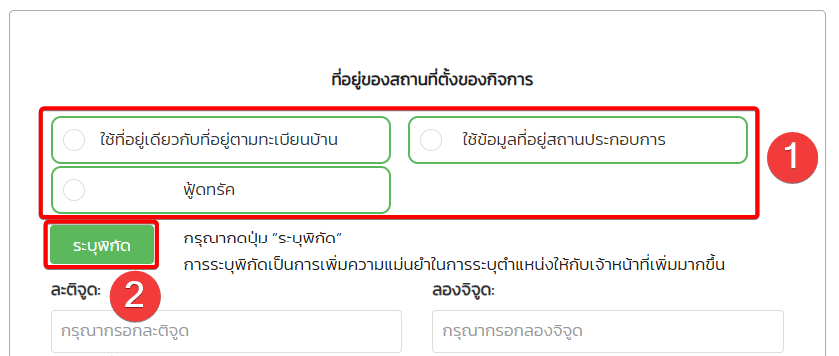 ที่อยู่ของสถานที่ตั้งของกิจการ
ใช้ที่อยู่เดียวกับที่อยู่ตามทะเบียนบ้าน ใช้ข้อมูลที่อยู่สถานประกอบการ 1
ฟู้ดทรัค
ระบุพิกัด กรุณากดปุ่ม "ระบุพิกัด"
การระบุพิกัดเป็นการเพิ่มความแม่นยำในการระบุตำแหน่งให้กับเจ้าหน้าที่เพิ่มมากขึ้น
ละติจูด: 2 ลองจิจูด:
กรุณากรอกละติจูด กรุณากรอกลองจิจูด